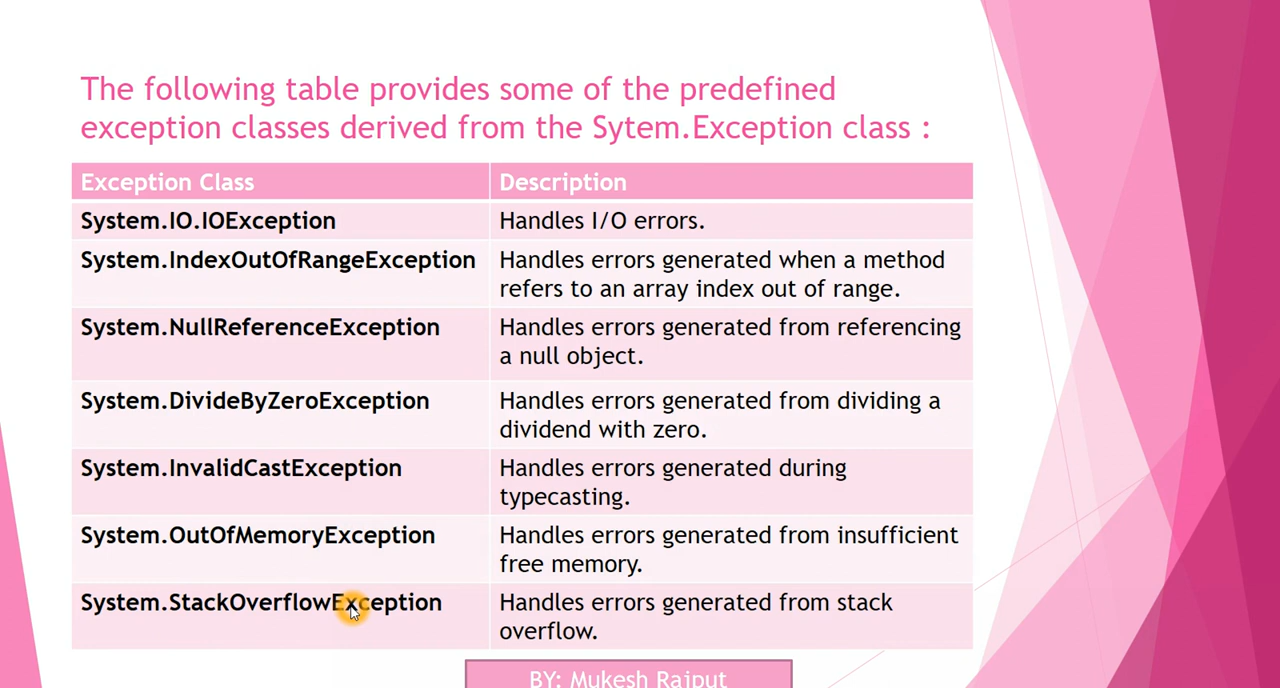 The following table provides some of the predefined
exception classes derived from the Sytem.Exception class :
Exception Class Description
System.IO.IOException Handles I/O errors.
System.IndexOutOfRangeException Handles errors generated when a method
refers to an array index out of range.
System.NullReferenceException Handles errors generated from referencing
a null object.
System.DivideByZeroException Handles errors generated from dividing a
dividend with zero.
System.InvalidCastException Handles errors generated during
typecasting.
System.OutOfMemoryException Handles errors generated from insufficient
free memory.
System.StackOverflowException Handles errors generated from stack
overflow.
BY: Mukesh Rajput